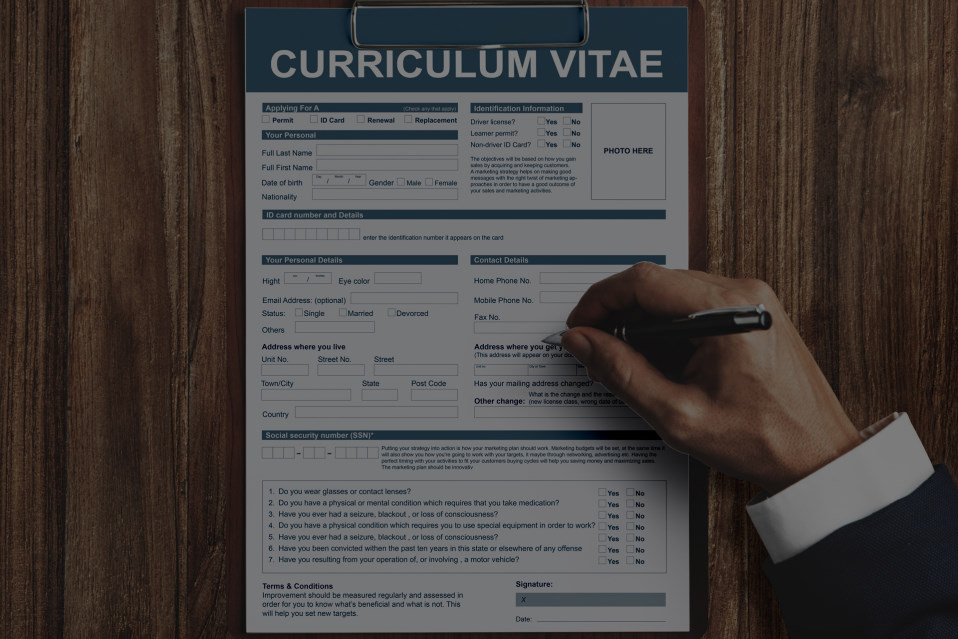 CURRICULUM VITAE
Applying For A (Check any that apply)
Permit ID Card Renewal Replacement
Your Personal
Full Last Name
Full First Name
Date of birth Day / Month / Year Gender Male Female
Nationality
Identification Information
Driver license? Yes No
Learner permit? Yes No
Non-driver ID Card? Yes No
The objectives will be based on how you gain
sales by acquiring and keeping customers.
A marketing strategy helps on making good
messages with the right twist of marketing ap-
proaches in order to have a good outcome of
your sales and marketing activities.
PHOTO HERE
ID card number and Details
enter the identification number it appears on the card
Your Personal Details
Hight / Eye color
Email Address: (optional)
Status: Single Married Devorced
Others
Address where you live
Unit No. Street No. Street
Town/City State Post Code
Country
Contact Details
Home Phone No.
Mobile Phone No.
Fax No.
Address where you get
(This address will appear on your
Has your mailing address changed?
What is the change and the
Other change: (new license class, wrong date
Social security number (SSN)*
Putting your strategy into action is how your marketing plan should work. Marketing budgets will be set, at the same time it
will also show you how you're going to work with your targets, it maybe through networking, advertising etc. Having the
perfect timing with your activities to fit your customers buying cycles will help you saving money and maximizing sales.
The marketing plan should be innovativ
1. Do you wear glasses or contact lenses? Yes No
2. Do you have a physical or mental condition which requires that you take medication? Yes No
3. Have you ever had a seizure, blackout , or loss of consciousness? Yes No
4. Do you have a physical condition which requires you to use special equipment in order to work? Yes No
5. Have you ever had a seizure, blackout , or loss of consciousness? Yes No
6. Have you been convicted withen the past ten years in this state or elsewhere of any offense Yes No
7. Have you resulting from your operation of, or involving , a motor vehicle? Yes No
Terms & Conditions
Improvement should be measured regularly and assessed in
order for you to know what's beneficial and what is not. This
will help you set new targets.
Signature:
X
Date: